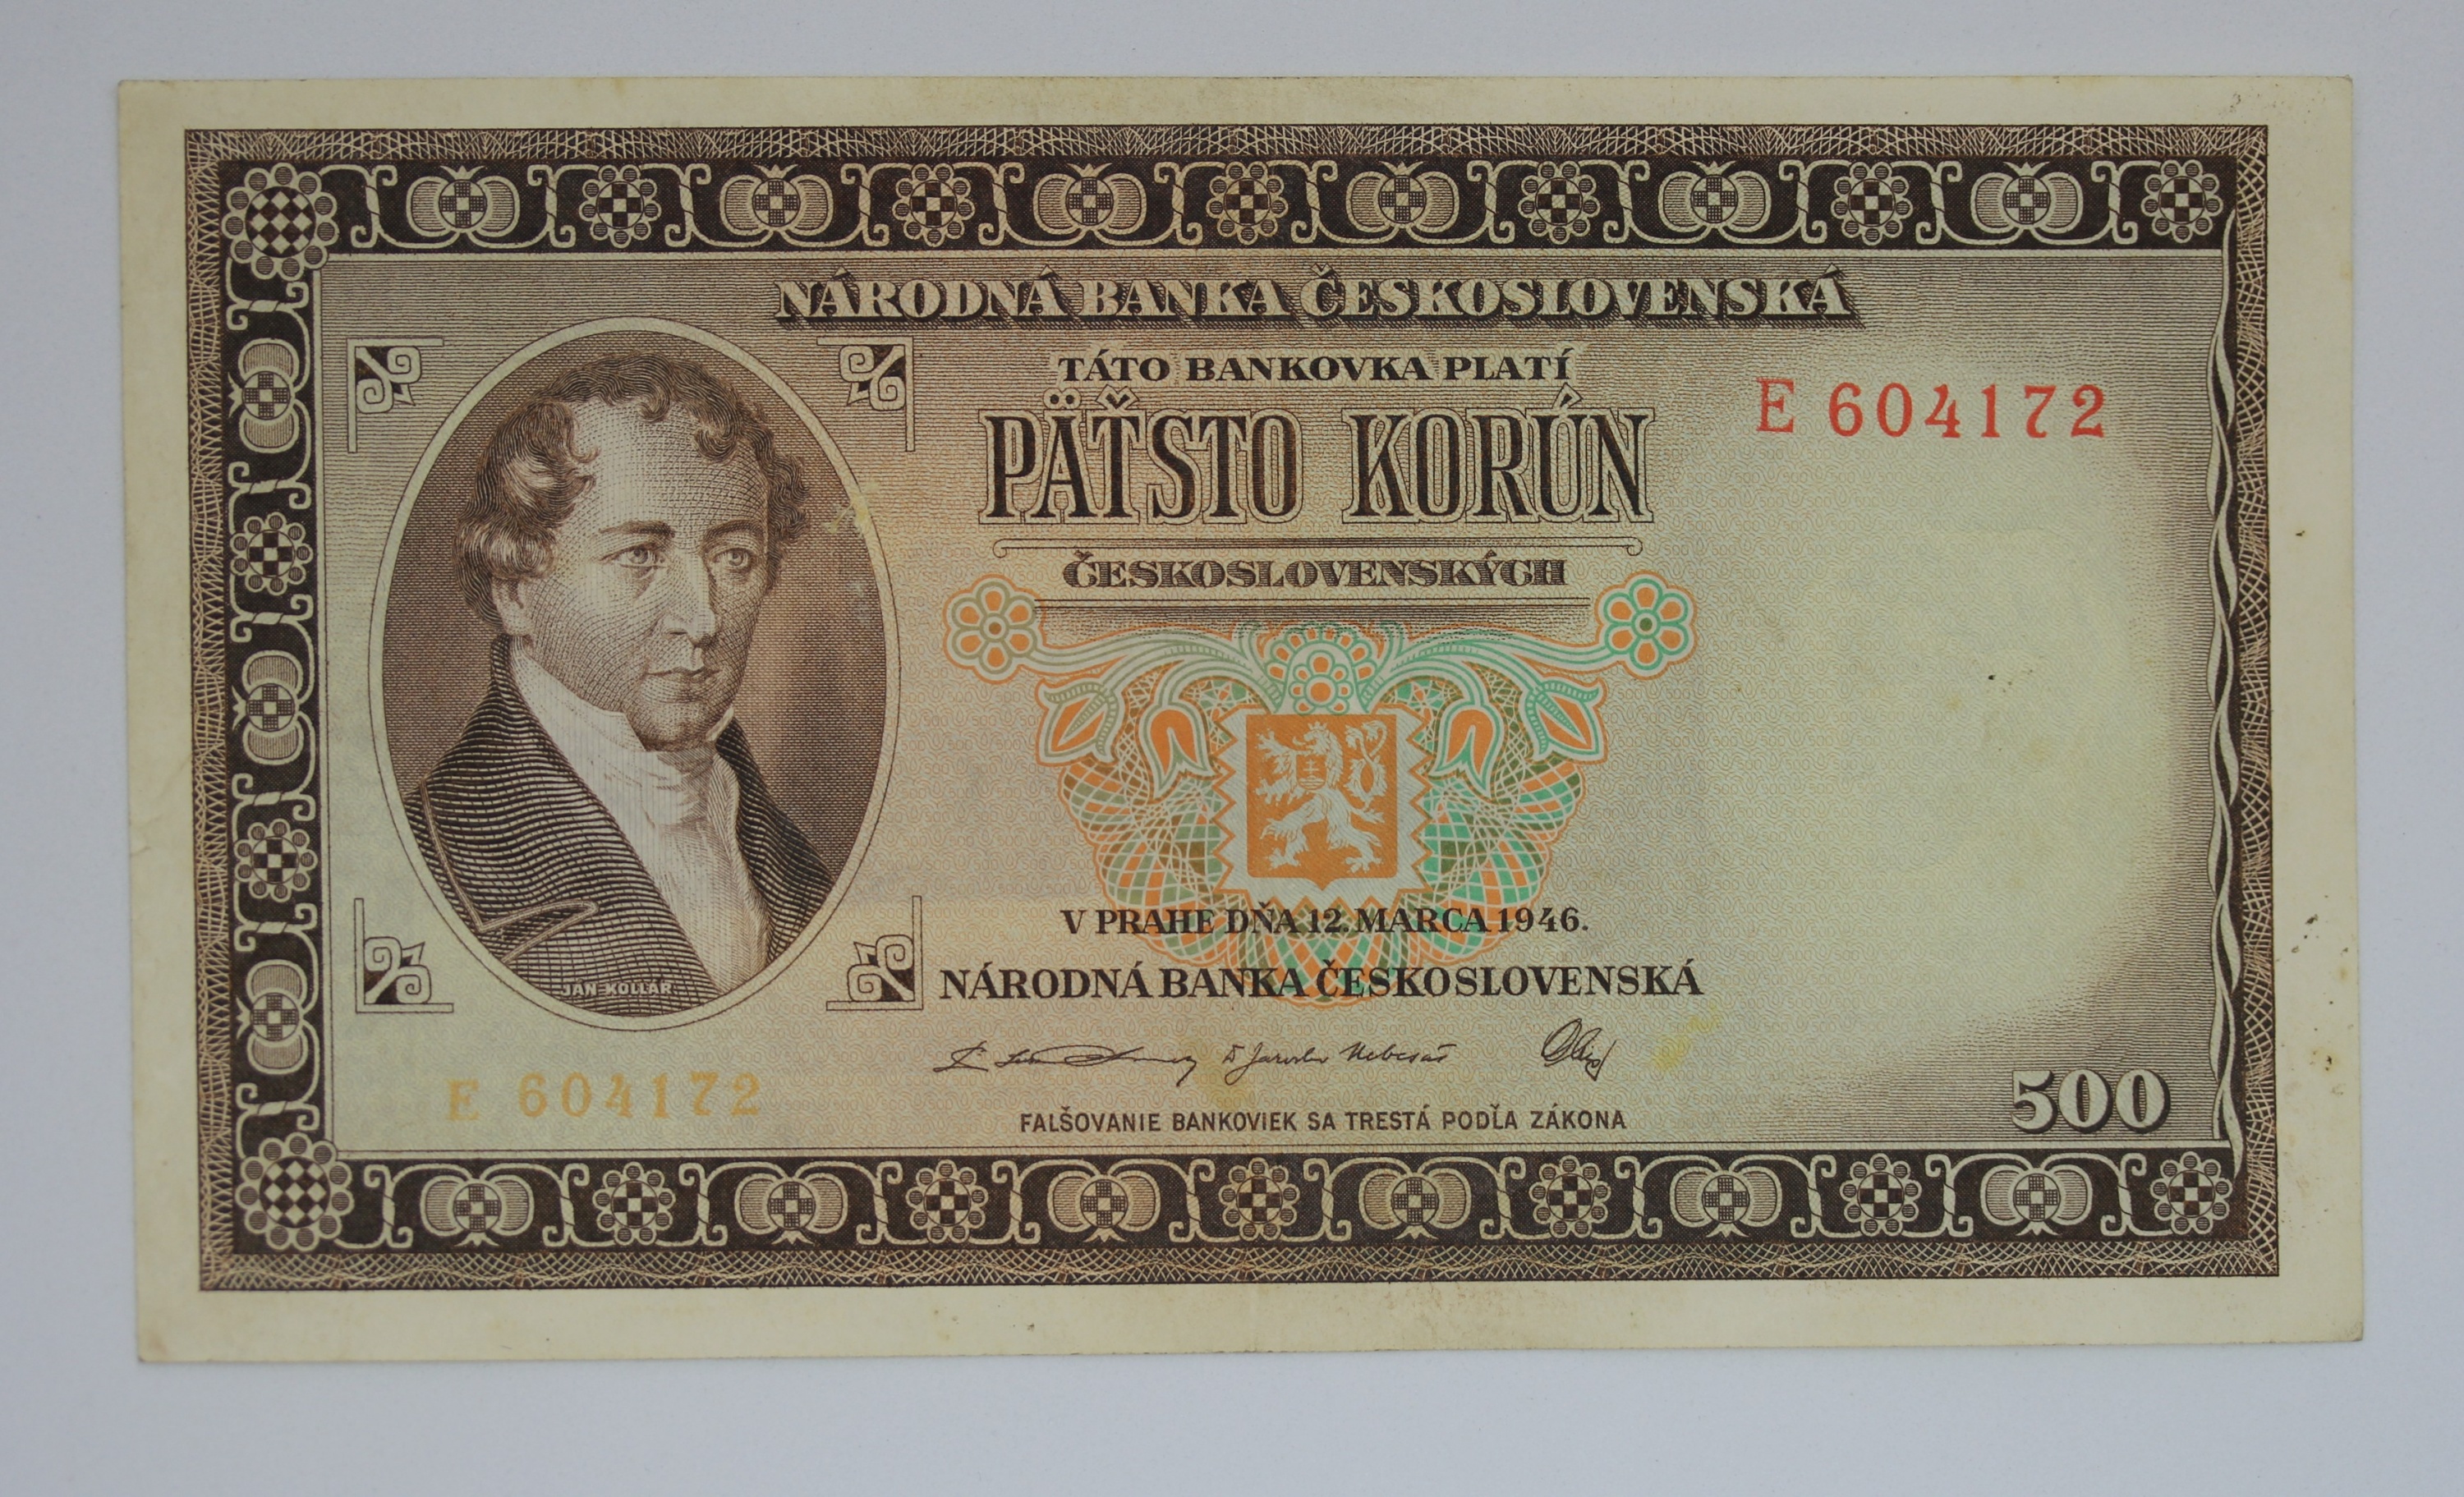 NÁRODNÁ BANKA ČESKOSLOVENSKÁ
TÁTO BANKOVKA PLATÍ
PÄŤSTO KORÚN
ČESKOSLOVENSKÝCH
E 604172
V PRAHE DŇA 12. MARCA 1946.
NÁRODNÁ BANKA ČESKOSLOVENSKÁ
JÁN KOLLÁR.
E 604172
FALŠOVANIE BANKOVIEK SA TRESTÁ PODĽA ZÁKONA
500